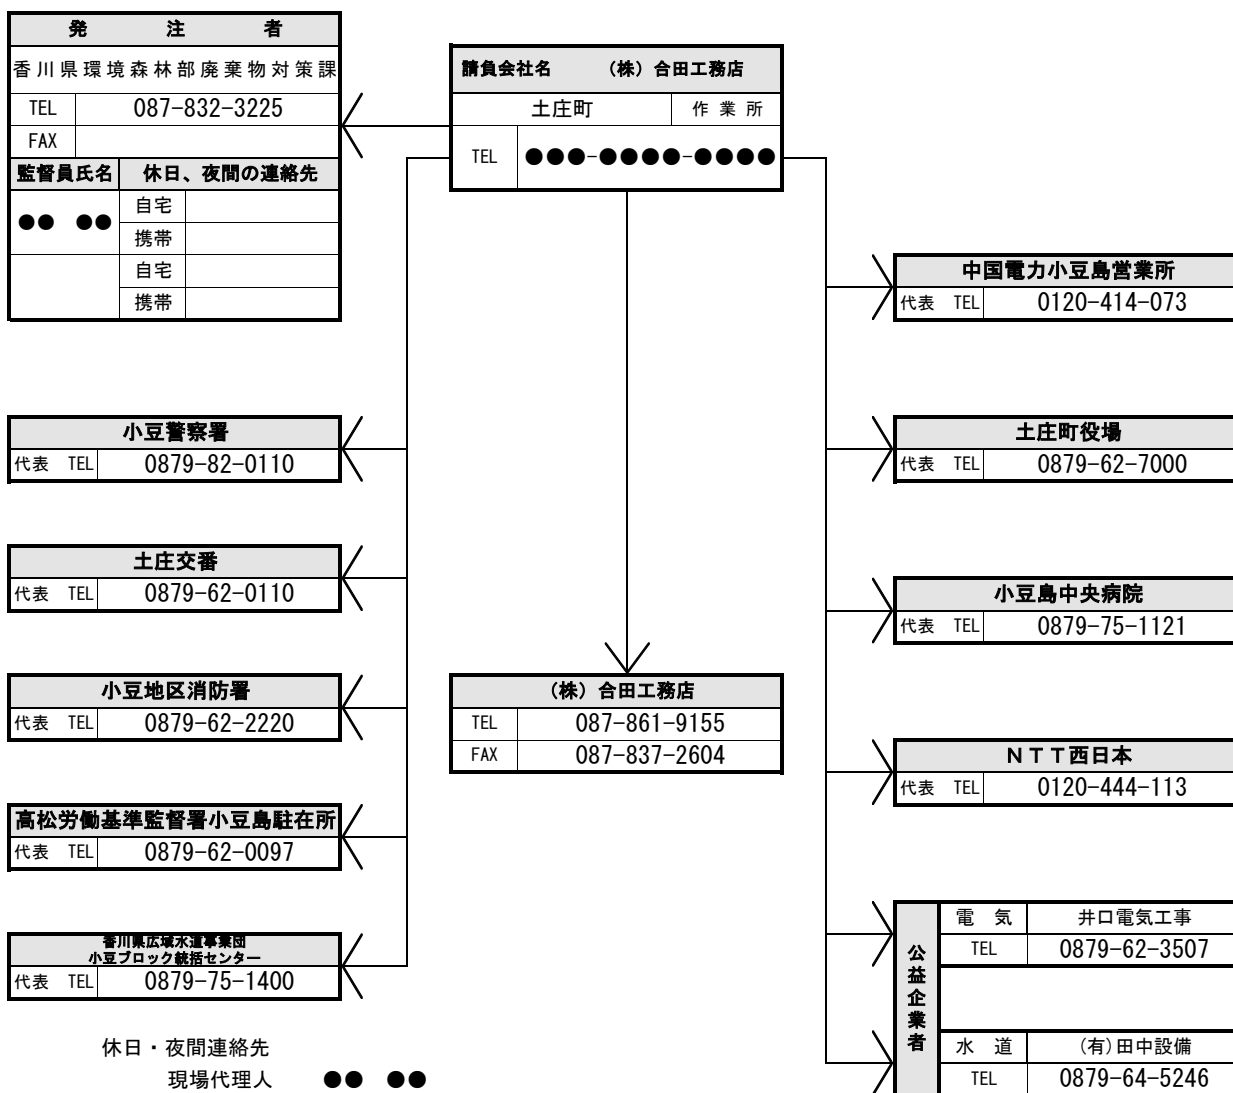 発　注　者
香川県環境森林部廃棄物対策課
TEL 087-832-3225
FAX
監督員氏名 休日、夜間の連絡先
●●　●● 自宅
携帯
自宅
携帯
請負会社名　（株）合田工務店
土庄町 作業所
TEL ●●●-●●●●-●●●●
小豆警察署
代表　TEL 0879-82-0110
土庄交番
代表　TEL 0879-62-0110
小豆地区消防署
代表　TEL 0879-62-2220
高松労働基準監督署小豆島駐在所
代表　TEL 0879-62-0097
香川県広域水道事業団
小豆ブロック統括センター
代表　TEL 0879-75-1400
（株）合田工務店
TEL 087-861-9155
FAX 087-837-2604
中国電力小豆島営業所
代表　TEL 0120-414-073
土庄町役場
代表　TEL 0879-62-7000
小豆島中央病院
代表　TEL 0879-75-1121
ＮＴＴ西日本
代表　TEL 0120-444-113
公益企業者
電　気 井口電気工事
TEL 0879-62-3507
水　道 (有)田中設備
TEL 0879-64-5246
休日・夜間連絡先
現場代理人　●●　●●